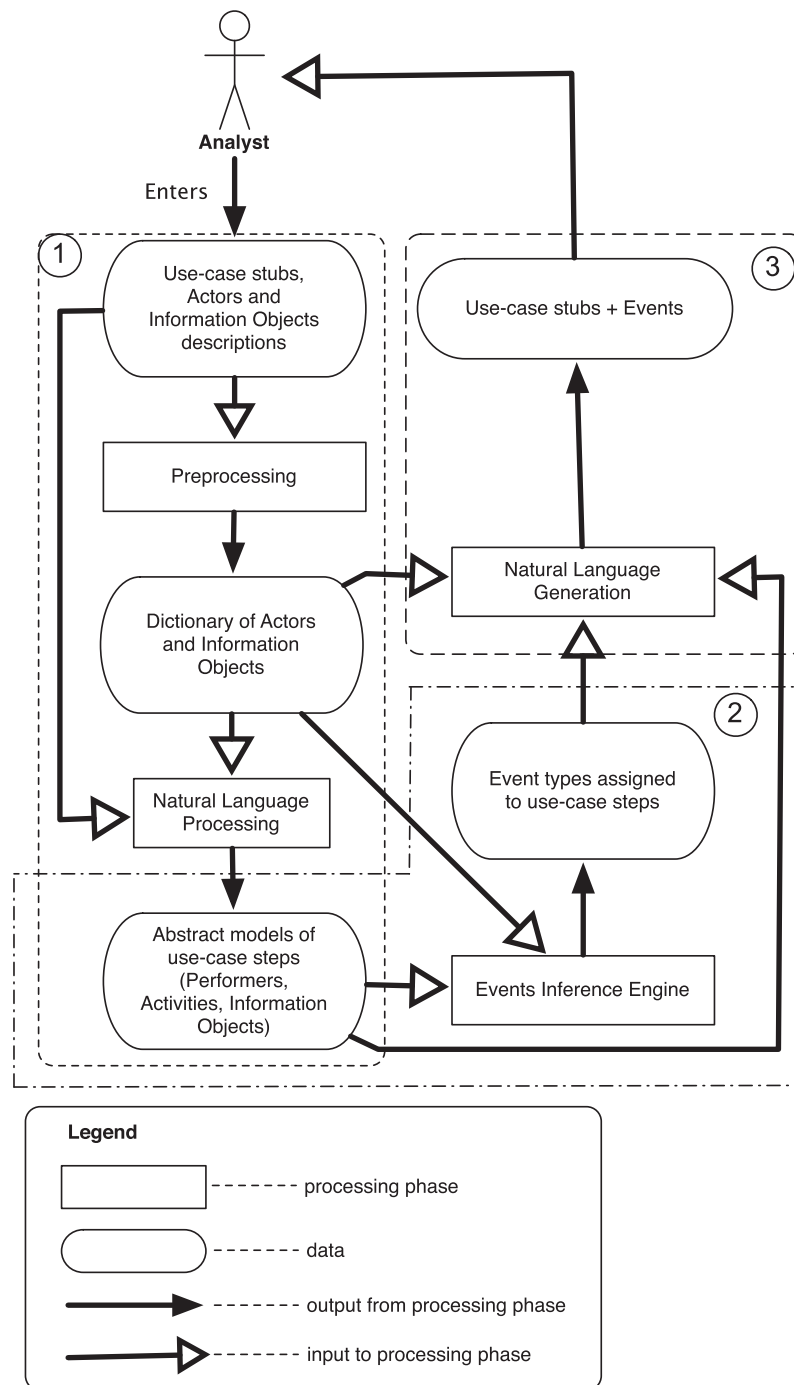 Analyst
Enters
1
Use-case stubs,
Actors and
Information Objects
descriptions
3
Use-case stubs + Events
Preprocessing
Natural Language
Generation
Dictionary of Actors
and Information
Objects
2
Event types assigned
to use-case steps
Natural Language
Processing
Abstract models of
use-case steps
(Performers,
Activities, Information
Objects)
Events Inference Engine
Legend
processing phase
data
output from processing phase
input to processing phase